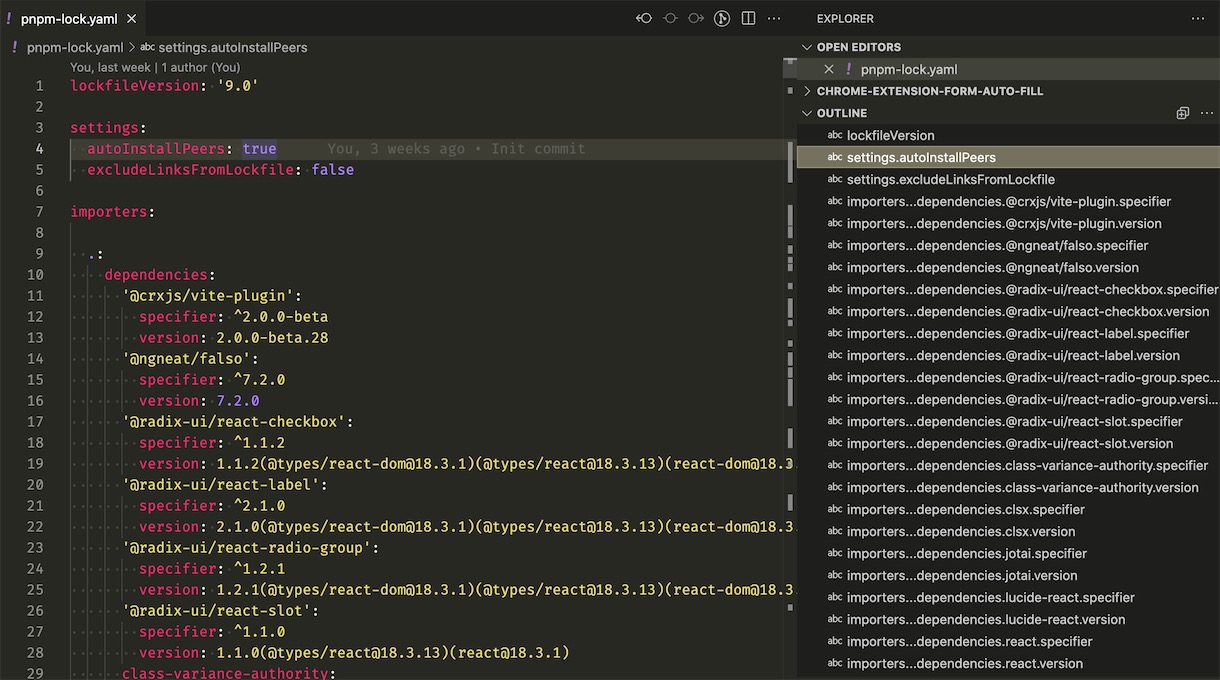 ! pnpm-lock.yaml ×
! pnpm-lock.yaml > abc settings.autoInstallPeers
You, last week | 1 author (You)
1 lockfileVersion: '9.0'
2
3 settings:
4 autoInstallPeers: true You, 3 weeks ago • Init commit
5 excludeLinksFromLockfile: false
6
7 importers:
8
9 .:
10 dependencies:
11 '@crxjs/vite-plugin':
12 specifier: ^2.0.0-beta
13 version: 2.0.0-beta.28
14 '@ngneat/falso':
15 specifier: ^7.2.0
16 version: 7.2.0
17 '@radix-ui/react-checkbox':
18 specifier: ^1.1.2
19 version: 1.1.2(@types/react-dom@18.3.1)(@types/react@18.3.13)(react-dom@18.3
20 '@radix-ui/react-label':
21 specifier: ^2.1.0
22 version: 2.1.0(@types/react-dom@18.3.1)(@types/react@18.3.13)(react-dom@18.3
23 '@radix-ui/react-radio-group':
24 specifier: ^1.2.1
25 version: 1.2.1(@types/react-dom@18.3.1)(@types/react@18.3.13)(react-dom@18.3
26 '@radix-ui/react-slot':
27 specifier: ^1.1.0
28 version: 1.1.0(@types/react@18.3.13)(react@18.3.1)
29 class-variance-authority:
EXPLORER
OPEN EDITORS
× ! pnpm-lock.yaml
CHROME-EXTENSION-FORM-AUTO-FILL
OUTLINE
abc lockfileVersion
abc settings.autoInstallPeers
abc settings.excludeLinksFromLockfile
abc importers...dependencies.@crxjs/vite-plugin.specifier
abc importers...dependencies.@crxjs/vite-plugin.version
abc importers...dependencies.@ngneat/falso.specifier
abc importers...dependencies.@ngneat/falso.version
abc importers...dependencies.@radix-ui/react-checkbox.specifier
abc importers...dependencies.@radix-ui/react-checkbox.version
abc importers...dependencies.@radix-ui/react-label.specifier
abc importers...dependencies.@radix-ui/react-label.version
abc importers...dependencies.@radix-ui/react-radio-group.spec...
abc importers...dependencies.@radix-ui/react-radio-group.versi...
abc importers...dependencies.@radix-ui/react-slot.specifier
abc importers...dependencies.@radix-ui/react-slot.version
abc importers...dependencies.class-variance-authority.specifier
abc importers...dependencies.class-variance-authority.version
abc importers...dependencies.clsx.specifier
abc importers...dependencies.clsx.version
abc importers...dependencies.jotai.specifier
abc importers...dependencies.jotai.version
abc importers...dependencies.lucide-react.specifier
abc importers...dependencies.lucide-react.version
abc importers...dependencies.react.specifier
abc importers...dependencies.react.version